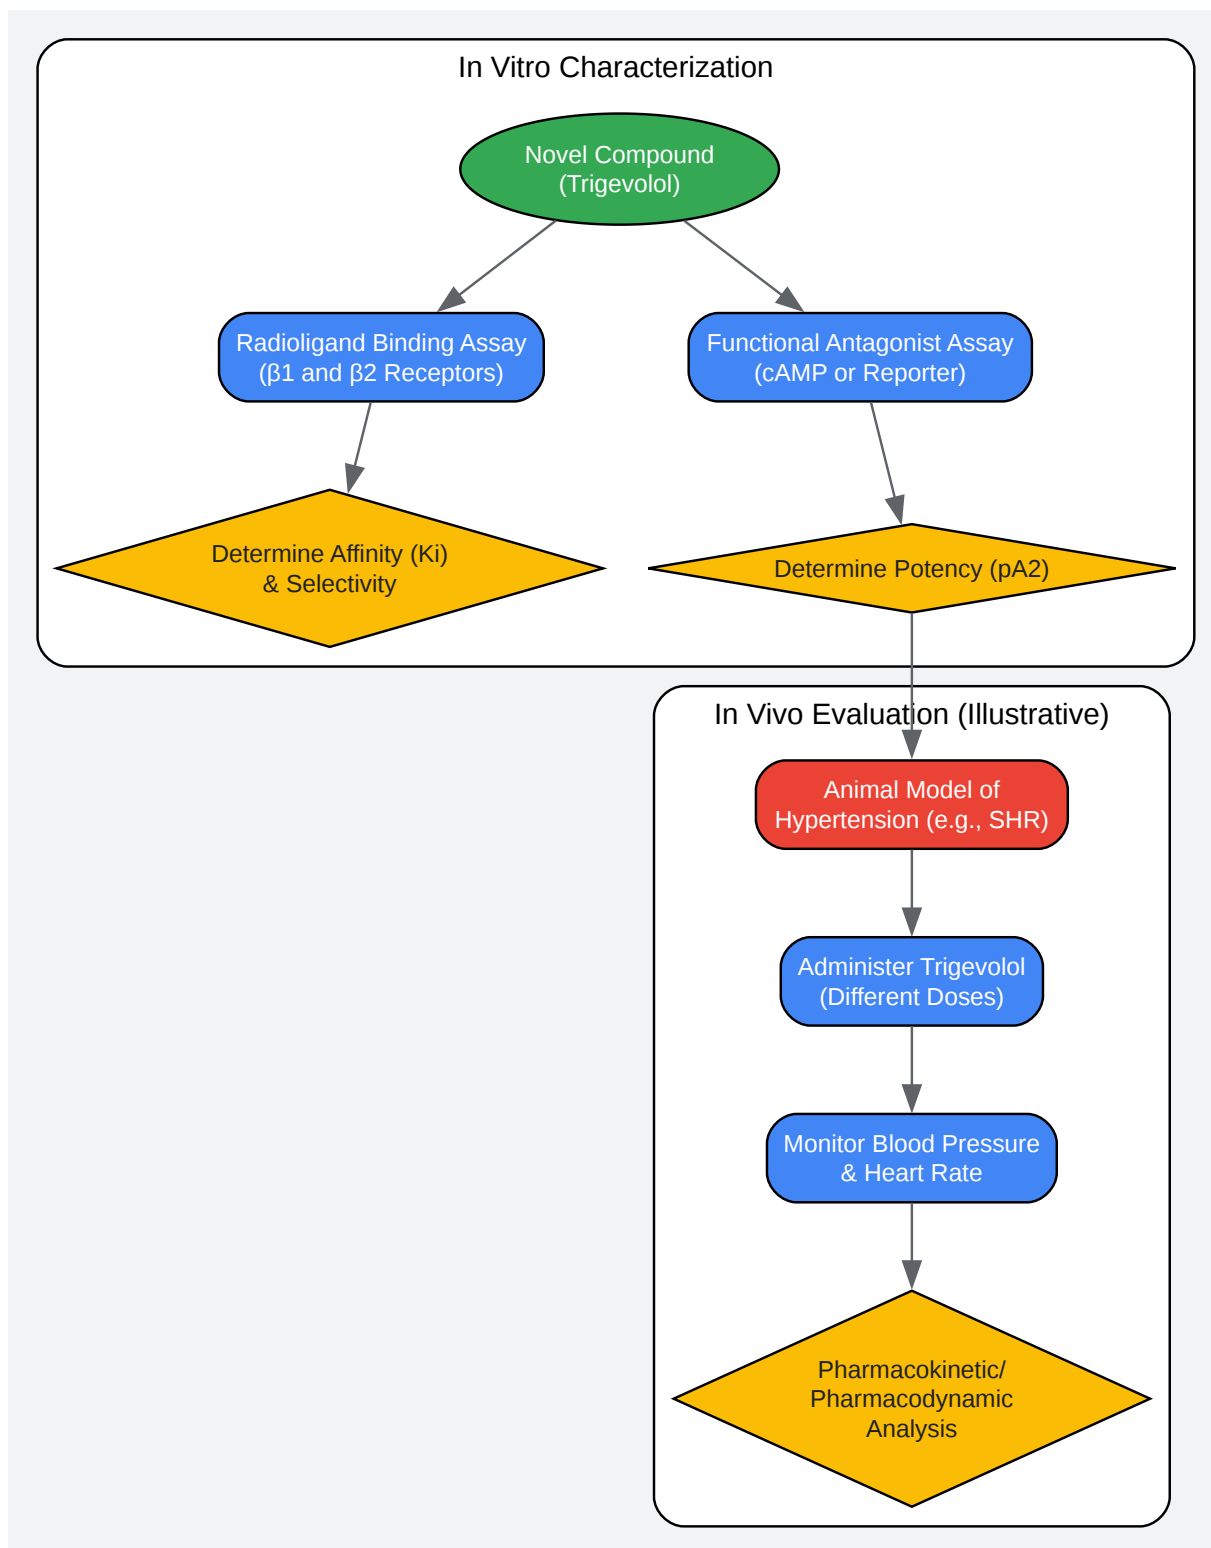 In Vitro Characterization
Novel Compound
(Trigevolol)
Radioligand Binding Assay
(β1 and β2 Receptors)
Functional Antagonist Assay
(cAMP or Reporter)
Determine Affinity (Ki)
& Selectivity
Determine Potency (pA2)
In Vivo Evaluation (Illustrative)
Animal Model of
Hypertension (e.g., SHR)
Administer Trigevolol
(Different Doses)
Monitor Blood Pressure
& Heart Rate
Pharmacokinetic/
Pharmacodynamic
Analysis